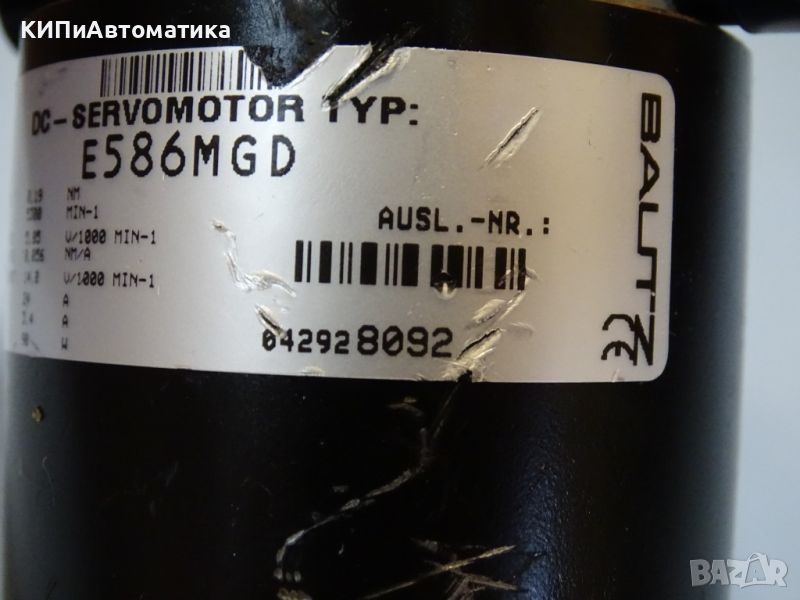 КИПиАвтоматика
DC-SERVOMOTOR TYP:
E586MGD
NM
MIN-1
V/1000 MIN-1
NM/A
V/1000 MIN-1
A
A
W
AUSL.-NR.:
042928092
BAUTZ
CE
BAZAR